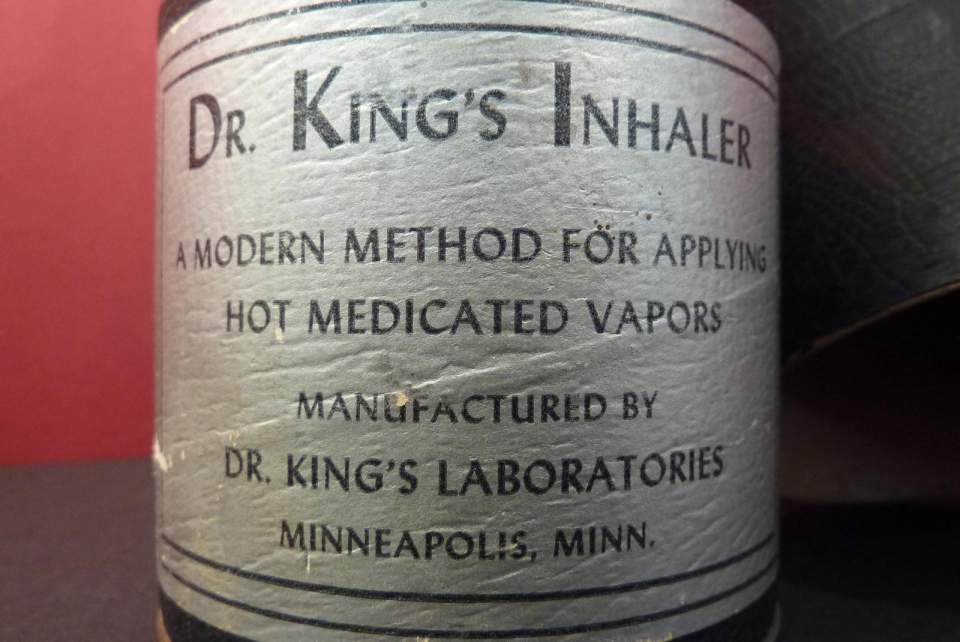 DR. KING'S INHALER
A MODERN METHOD FÖR APPLYING
HOT MEDICATED VAPORS
MANUFACTURED BY
DR. KING'S LABORATORIES
MINNEAPOLIS, MINN.